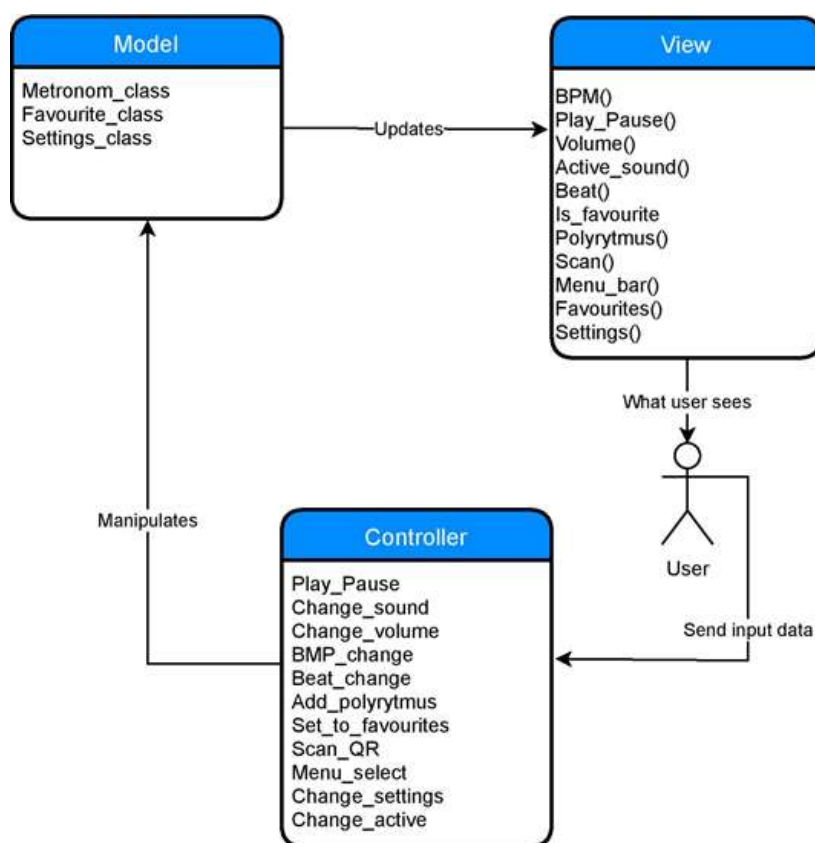 Model
Metronom_class
Favourite_class
Settings_class
Updates
View
BPM()
Play_Pause()
Volume()
Active_sound()
Beat()
Is_favourite
Polyrytmus()
Scan()
Menu_bar()
Favourites()
Settings()
What user sees
User
Send input data
Manipulates
Controller
Play_Pause
Change_sound
Change_volume
BMP_change
Beat_change
Add_polyrytmus
Set_to_favourites
Scan_QR
Menu_select
Change_settings
Change_active